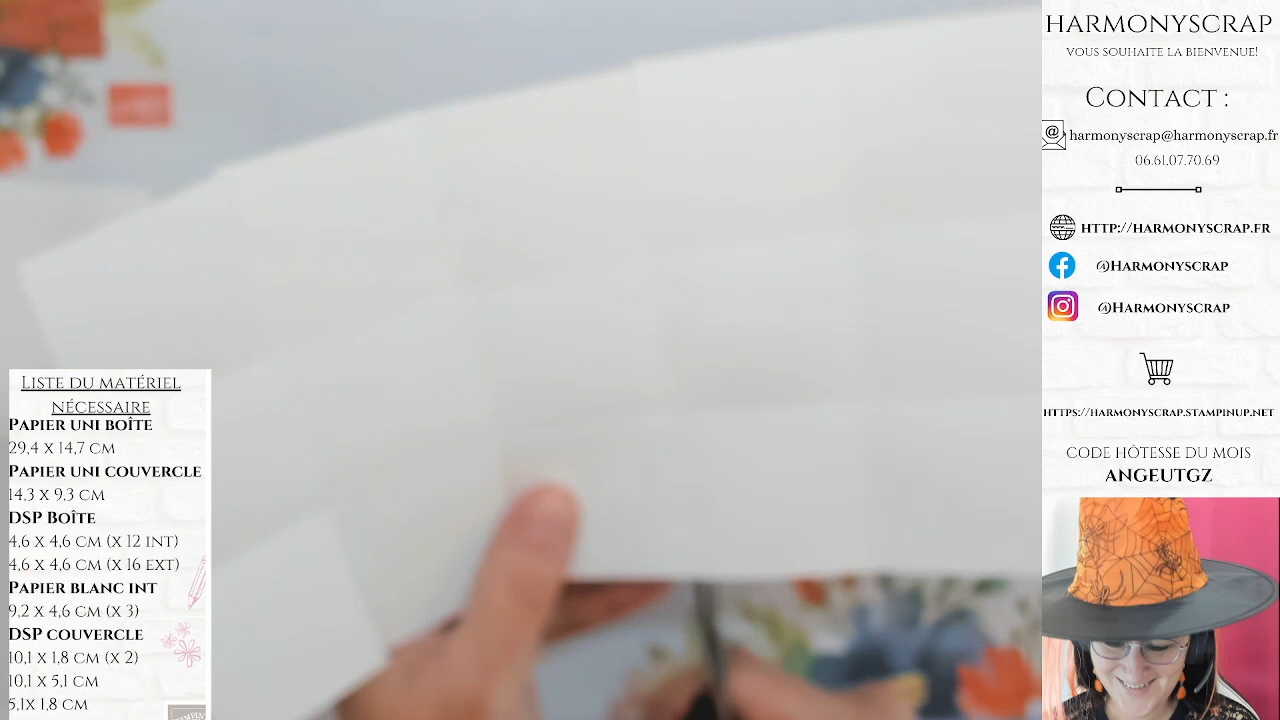 HARMONYSCRAP
VOUS SOUHAITE LA BIENVENUE!
CONTACT :
harmonyscrap@harmonyscrap.fr
06.61.07.70.69
HTTP://HARMONYSCRAP.FR
@HARMONYSCRAP
@HARMONYSCRAP
HTTPS://HARMONYSCRAP.STAMPINUP.NET
CODE HÔTESSE DU MOIS
ANGEUTGZ
LISTE DU MATÉRIEL
NÉCESSAIRE
PAPIER UNI BOÎTE
29,4 X 14,7 CM
PAPIER UNI COUVERCLE
14,3 X 9,3 CM
DSP BOÎTE
4,6 X 4,6 CM (X 12 INT)
4,6 X 4,6 CM (X 16 EXT)
PAPIER BLANC INT
9,2 X 4,6 CM (X 3)
DSP COUVERCLE
10,1 X 1,8 CM (X 2)
10,1 X 5,1 CM
5,1X 1,8 CM